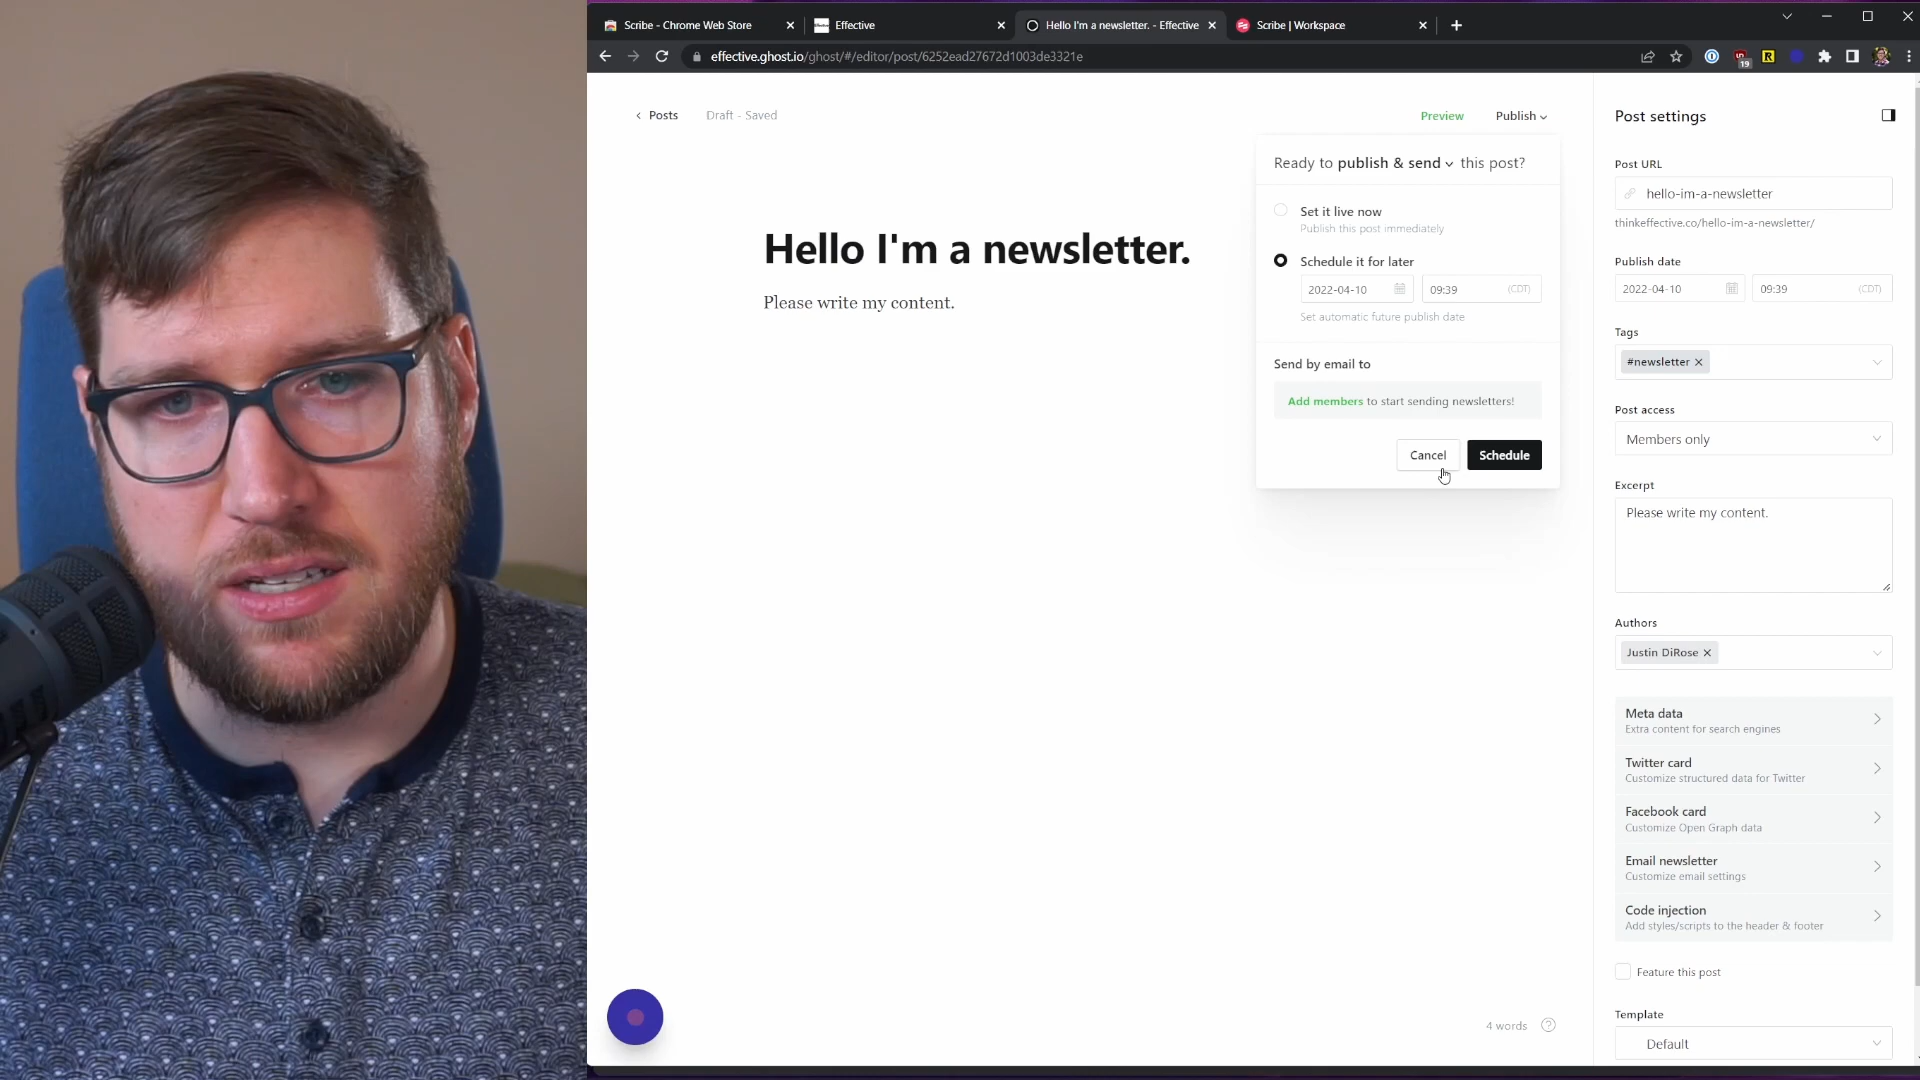 Scribe - Chrome Web Store
Effective
Hello I'm a newsletter. - Effective
Scribe | Workspace
effective.ghost.io/ghost/#/editor/post/6252ead27672d1003de3321e
19
Posts
Draft - Saved
Preview
Publish
Ready to publish & send this post?
Set it live now
Publish this post immediately
Schedule it for later
2022-04-10
09:39
(CDT)
Set automatic future publish date
Send by email to
Add members to start sending newsletters!
Cancel
Schedule
Hello I'm a newsletter.
Please write my content.
4 words
Post settings
Post URL
hello-im-a-newsletter
thinkeffective.co/hello-im-a-newsletter/
Publish date
2022-04-10
09:39
(CDT)
Tags
#newsletter
Post access
Members only
Excerpt
Please write my content.
Authors
Justin DiRose
Meta data
Extra content for search engines
Twitter card
Customize structured data for Twitter
Facebook card
Customize Open Graph data
Email newsletter
Customize email settings
Code injection
Add styles/scripts to the header & footer
Feature this post
Template
Default